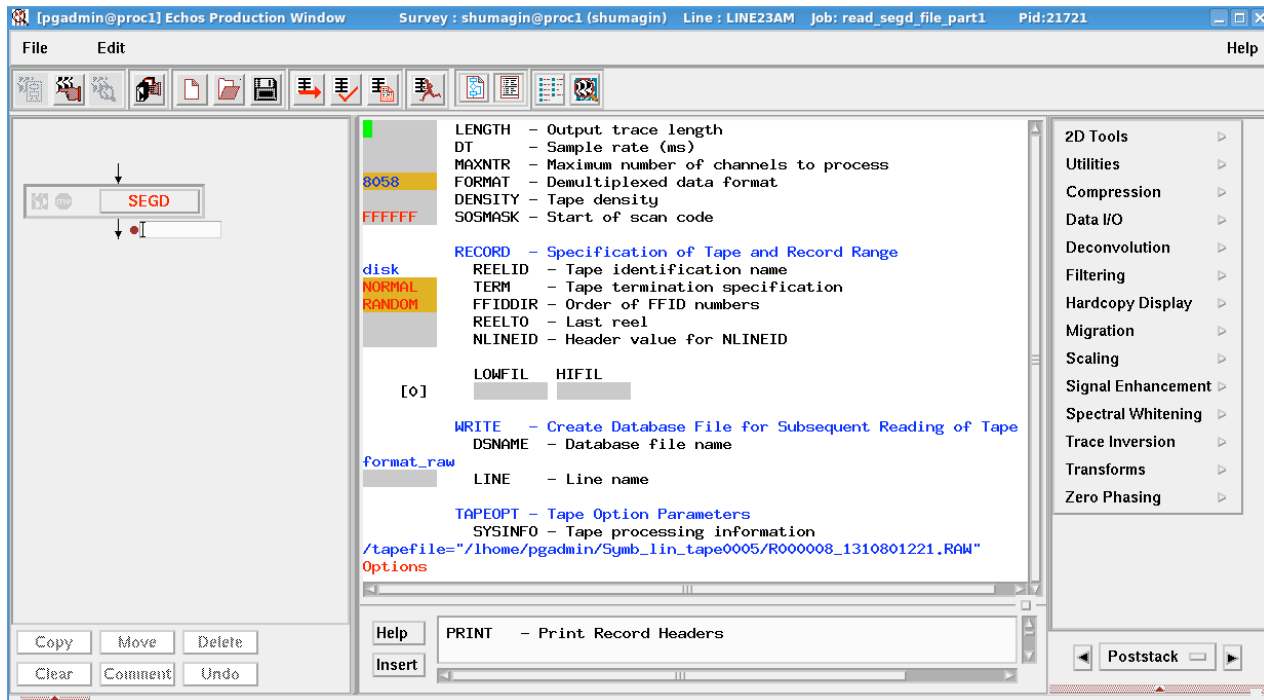 [pgadmin@proc1] Echos Production Window Survey : shumagin@proc1 (shumagin) Line : LINE23AM Job: read_segd_file_part1 Pid:21721
File Edit Help
SEGD
LENGTH – Output trace length
DT – Sample rate (ms)
MAXNTR – Maximum number of channels to process
8058 FORMAT – Demultiplexed data format
DENSITY – Tape density
FFFFFF SOSMASK – Start of scan code
RECORD – Specification of Tape and Record Range
disk REELID – Tape identification name
NORMAL TERM – Tape termination specification
RANDOM FFIDDIR – Order of FFID numbers
REELTO – Last reel
NLINEID – Header value for NLINEID
LOWFIL HIFIL
[0]
WRITE – Create Database File for Subsequent Reading of Tape
DSNAME – Database file name
format_raw
LINE – Line name
TAPEOPT – Tape Option Parameters
SYSINFO – Tape processing information
/tapefile="/lhome/pgadmin/Symb_lin_tape0005/R000008_1310801221.RAW"
Options
Help PRINT – Print Record Headers
Insert
Copy Move Delete
Clear Comment Undo
2D Tools
Utilities
Compression
Data I/O
Deconvolution
Filtering
Hardcopy Display
Migration
Scaling
Signal Enhancement
Spectral Whitening
Trace Inversion
Transforms
Zero Phasing
Poststack